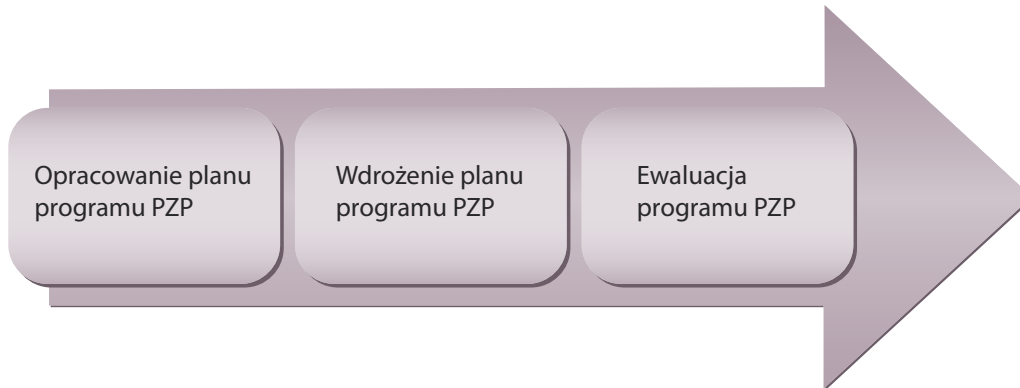 Opracowanie planu
programu PZP
Wdrożenie planu
programu PZP
Ewaluacja
programu PZP